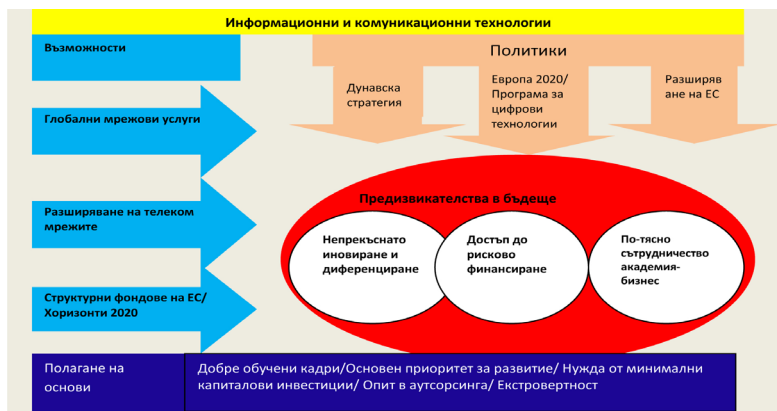 Информационни и комуникационни технологии
Възможности
Политики
Дунавска
стратегия
Европа 2020/
Програма за
цифрови
технологии
Разширяв
ане на ЕС
Глобални мрежови услуги
Разширяване на телеком
мрежите
Структурни фондове на ЕС/
Хоризонти 2020
Предизвикателства в бъдеще
Непрекъснато
иновиране и
диференциране
Достъп до
рисково
финансиране
По-тясно
сътрудничество
академия-
бизнес
Полагане на
основи
Добре обучени кадри/Основен приоритет за развитие/ Нужда от минимални
капиталови инвестиции/ Опит в аутсорсинга/ Екстровертност